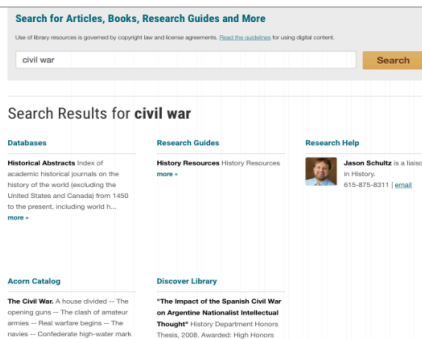 Search for Articles, Books, Research Guides and More
Use of library resources is governed by copyright law and license agreements. Read the guidelines for using digital content.
civil war
Search
Search Results for civil war
Databases
Historical Abstracts Index of
academic historical journals on the
history of the world (excluding the
United States and Canada) from 1450
to the present, including world h...
more »
Research Guides
History Resources History Resources
more »
Research Help
Jason Schultz is a liaiso
in History.
615-875-8311 | email
Acorn Catalog
The Civil War. A house divided -- The
opening guns -- The clash of amateur
armies -- Real warfare begins -- The
navies -- Confederate high-water mark
Discover Library
"The Impact of the Spanish Civil War
on Argentine Nationalist Intellectual
Thought" History Department Honors
Thesis, 2008. Awarded: High Honors